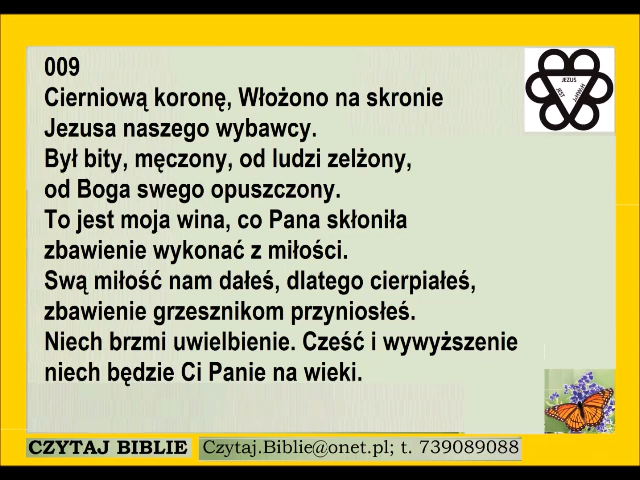 009
Cierniową koronę, Włożono na skronie
Jezusa naszego wybawcy.
Był bity, męczony, od ludzi zelżony,
od Boga swego opuszczony.
To jest moja wina, co Pana skłoniła
zbawienie wykonać z miłości.
Swą miłość nam dałeś, dlatego cierpiałeś,
zbawienie grzesznikom przyniosłeś.
Niech brzmi uwielbienie. Cześć i wywyższenie
niech będzie Ci Panie na wieki.
JEZUS
JEST
CZYTAJ BIBLIE Czytaj.Biblie@onet.pl; t. 739089088